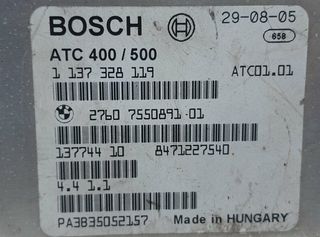 BOSCH 29-08-05
658
ATC 400 / 500
1 137 328 119 ATC01.01
2760 7550891-01
137744 10 8471227540
4.4 1.1
PA3835052157 Made in HUNGARY